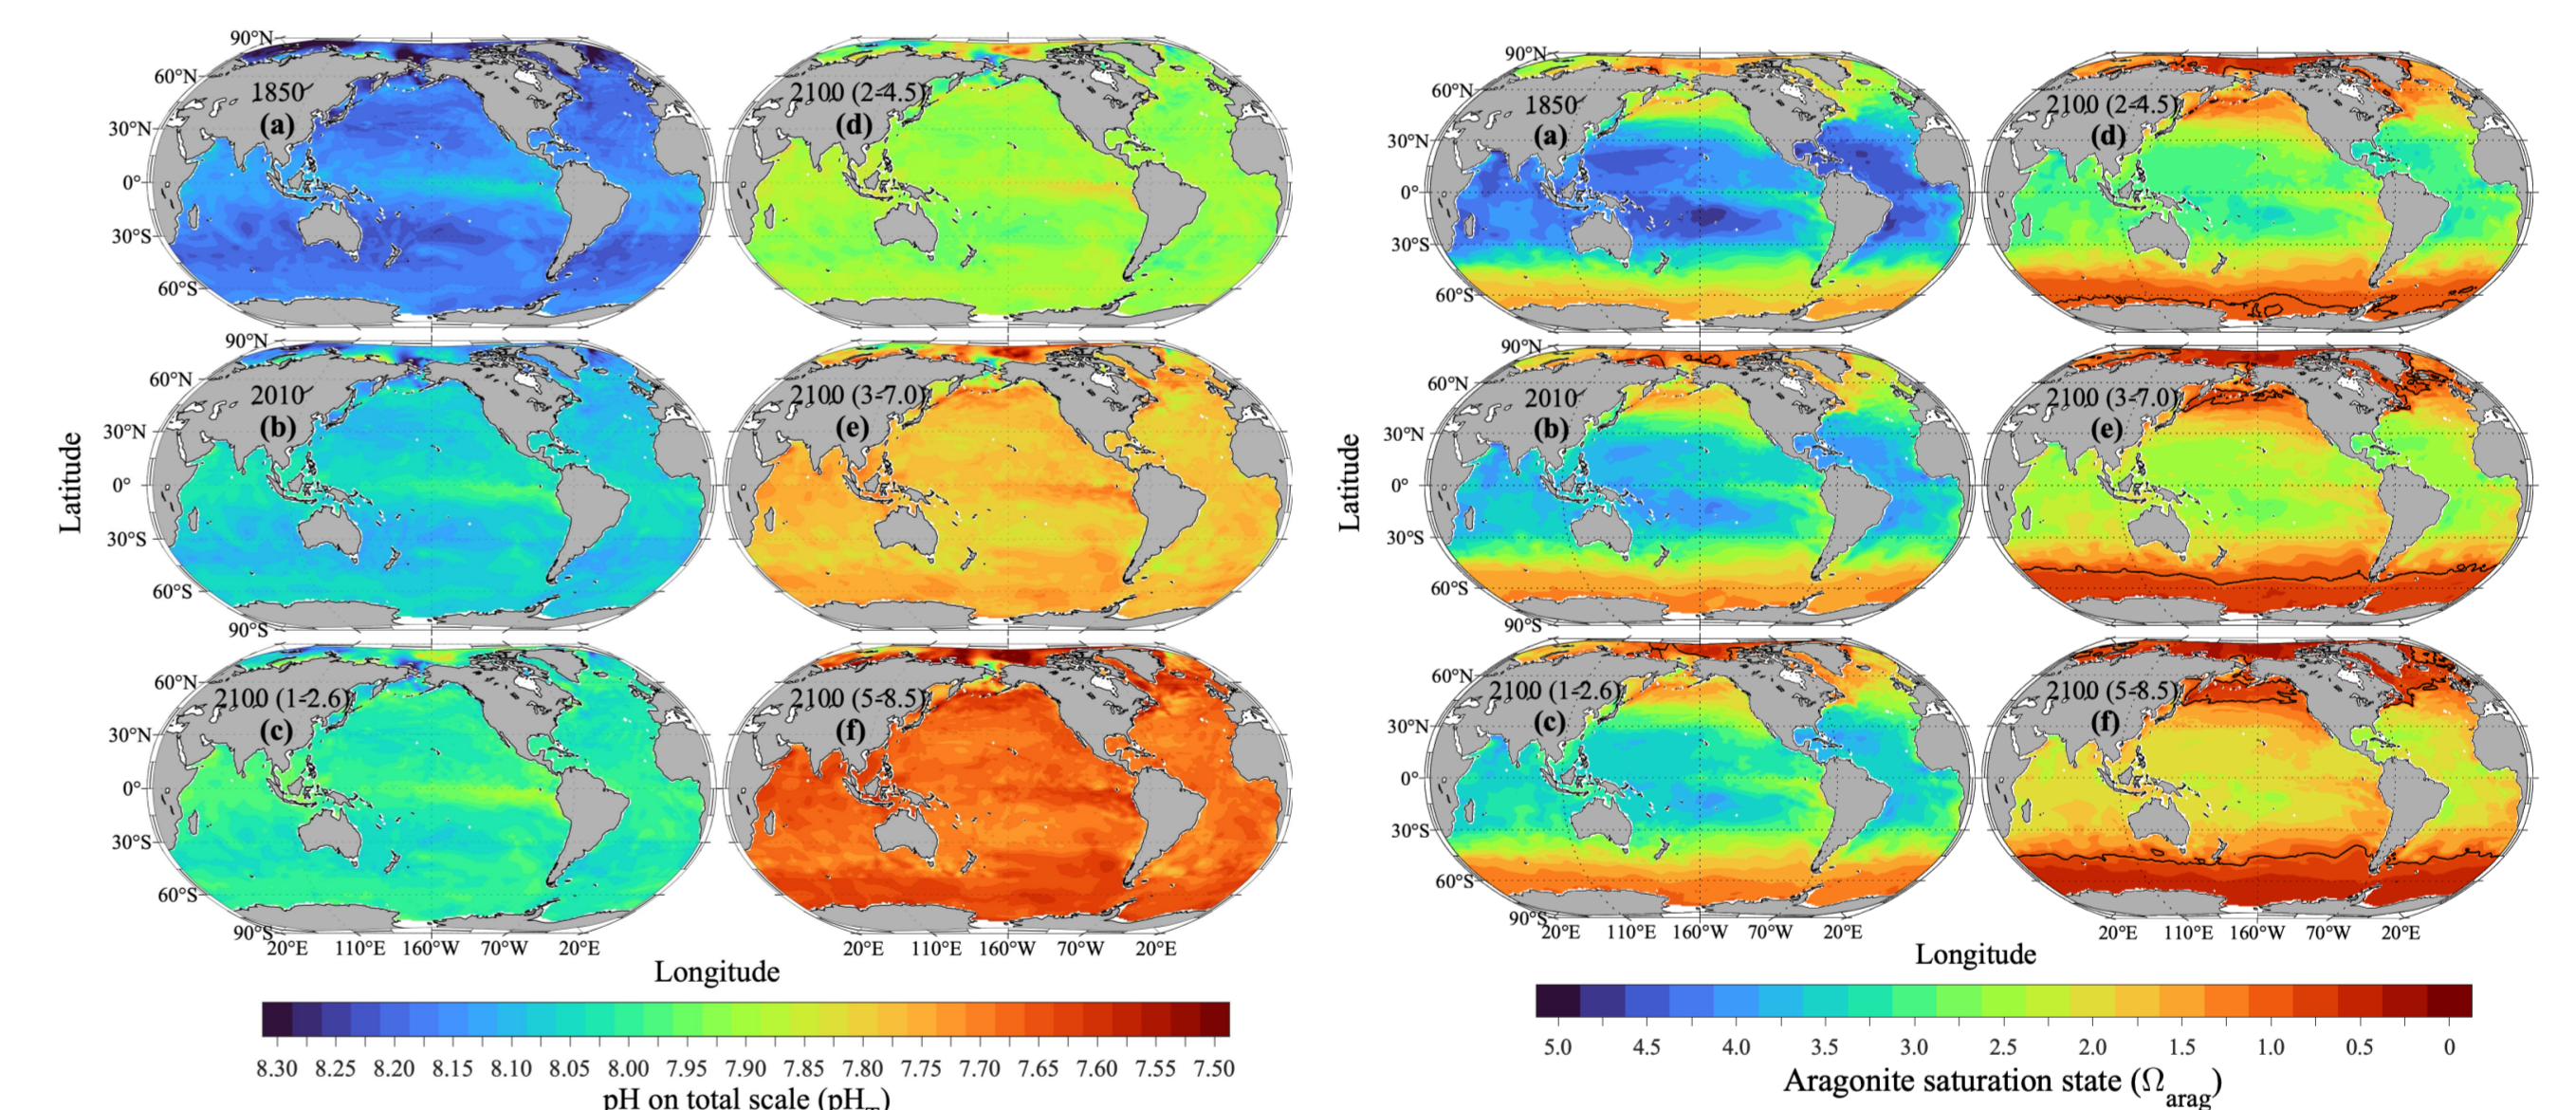 90°N
60°N
30°N
0°
30°S
60°S
1850
(a)
2100 (2-4.5)
(d)
90°N
60°N
30°N
0°
30°S
60°S
90°S
2010
(b)
2100 (3-7.0)
(e)
60°N
30°N
0°
30°S
60°S
90°S
2100 (1-2.6)
(c)
2100 (5-8.5)
(f)
Latitude
20°E 110°E 160°W 70°W 20°E
20°E 110°E 160°W 70°W 20°E
Longitude
8.30 8.25 8.20 8.15 8.10 8.05 8.00 7.95 7.90 7.85 7.80 7.75 7.70 7.65 7.60 7.55 7.50
pH on total scale (pH_T)
90°N
60°N
30°N
0°
30°S
60°S
1850
(a)
2100 (2-4.5)
(d)
90°N
60°N
30°N
0°
30°S
60°S
90°S
2010
(b)
2100 (3-7.0)
(e)
60°N
30°N
0°
30°S
60°S
90°S
2100 (1-2.6)
(c)
2100 (5-8.5)
(f)
Latitude
20°E 110°E 160°W 70°W 20°E
20°E 110°E 160°W 70°W 20°E
Longitude
5.0 4.5 4.0 3.5 3.0 2.5 2.0 1.5 1.0 0.5 0
Aragonite saturation state (Ω_arag)